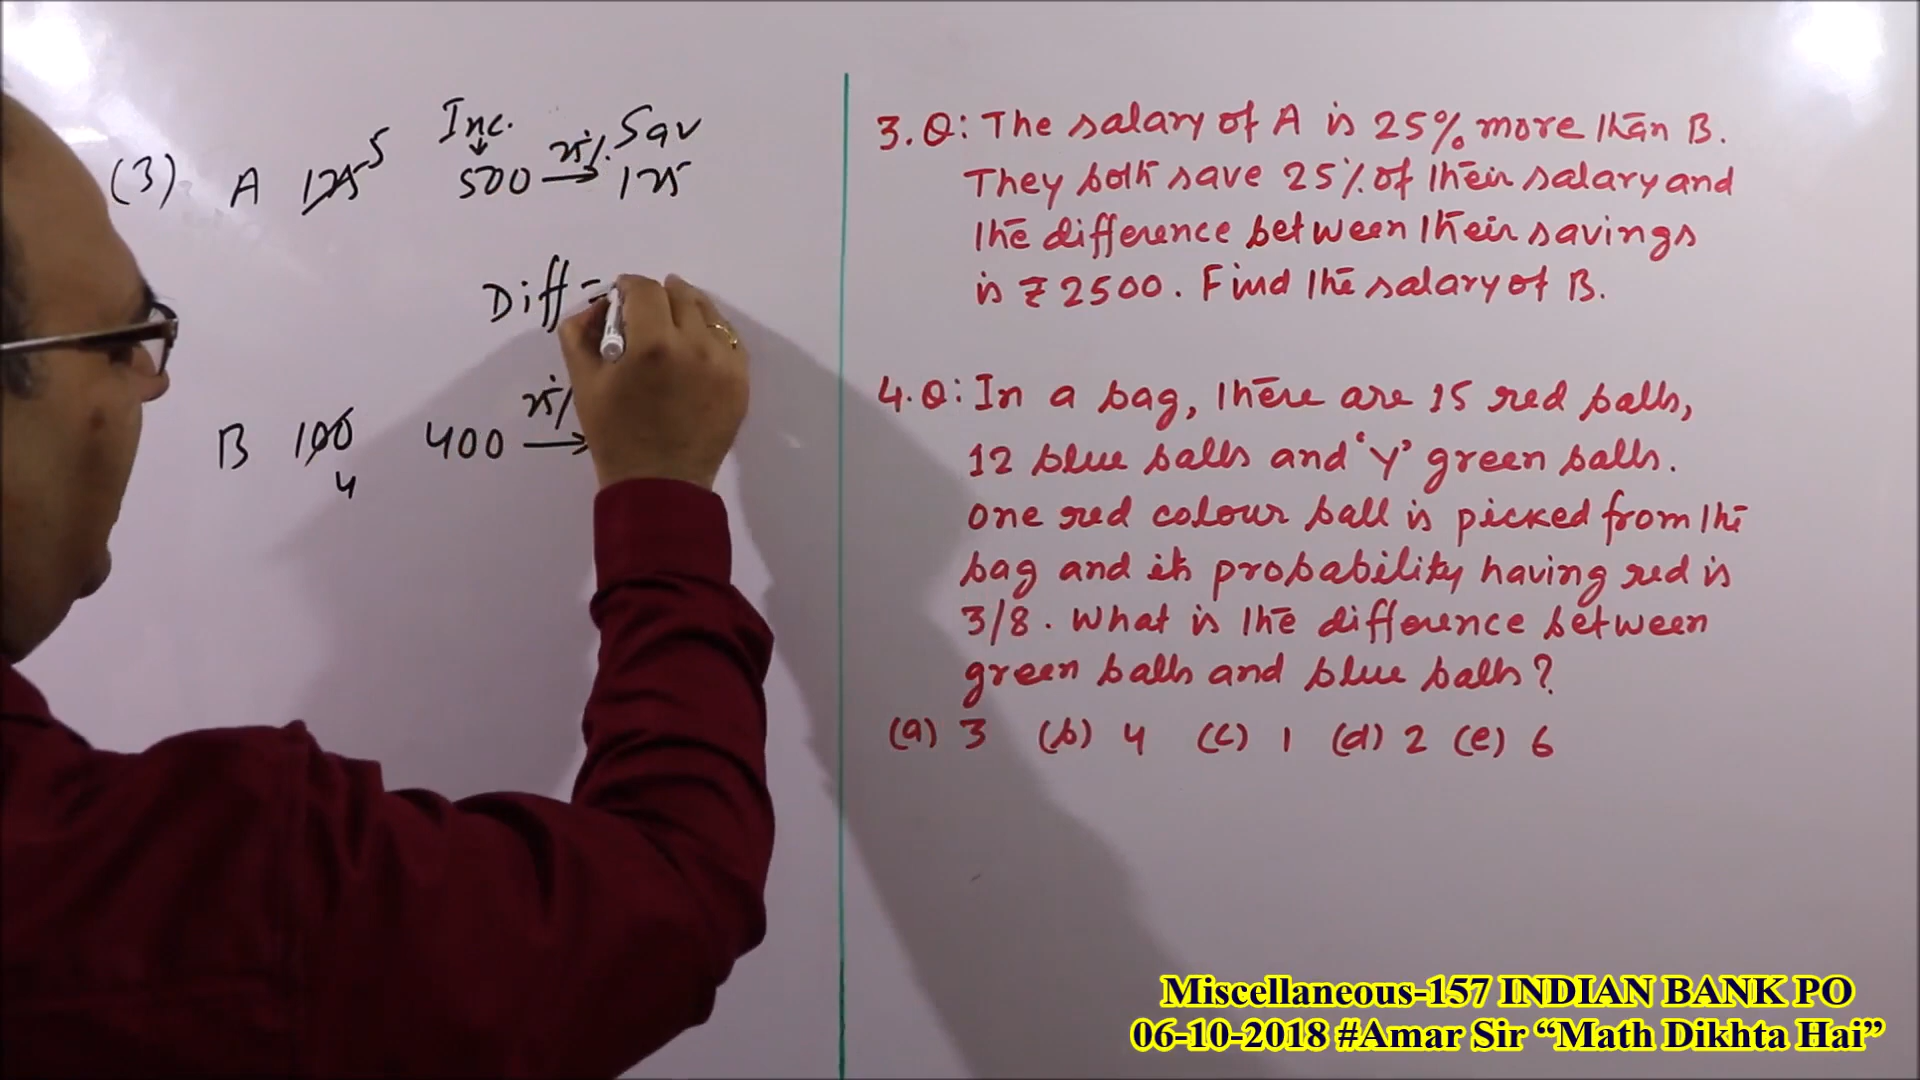 Inc.
Sav
(3) A 125 5 500 25% 125
Diff =
25%
B 100 400
4
3. Q: The salary of A is 25% more than B.
They both save 25% of their salary and
the difference between their savings
is ₹ 2500. Find the salary of B.
4. Q: In a bag, there are 15 red balls,
12 blue balls and 'y' green balls.
One red colour ball is picked from the
bag and its probability having red is
3/8. What is the difference between
green balls and blue balls?
(a) 3 (b) 4 (c) 1 (d) 2 (e) 6
Miscellaneous-157 INDIAN BANK PO
06-10-2018 #Amar Sir “Math Dikhta Hai”